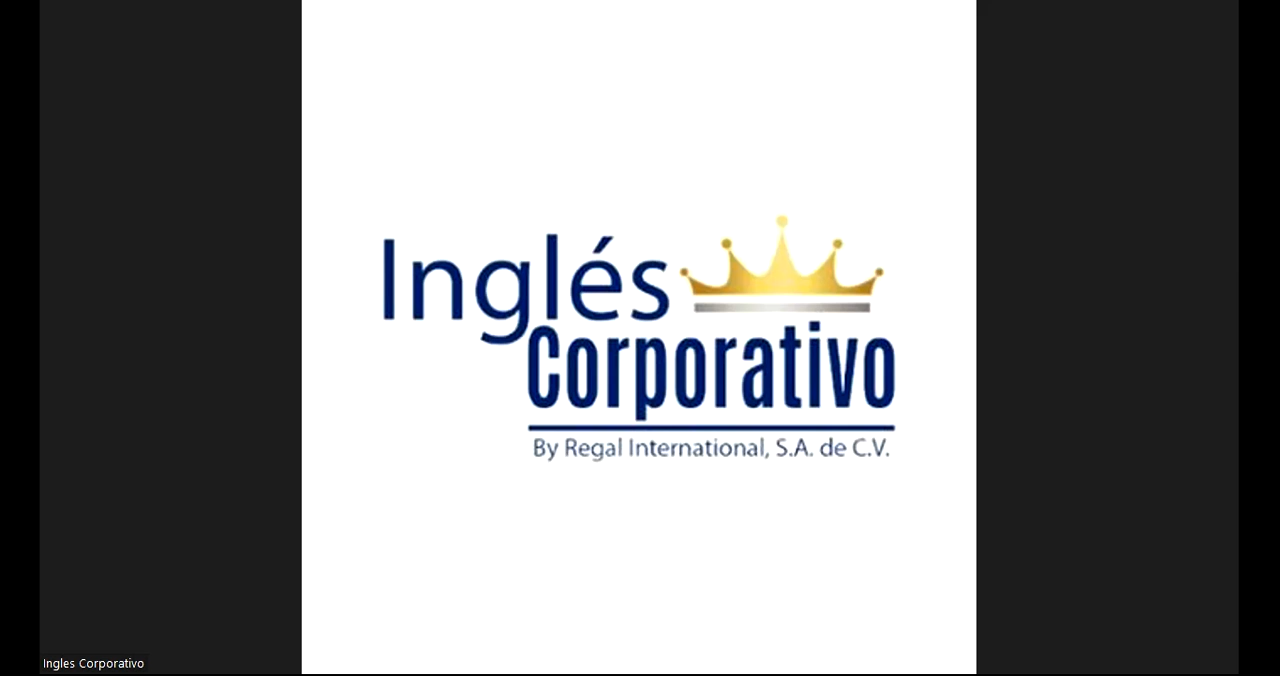 Inglés
Corporativo
By Regal International, S.A. de C.V.
Ingles Corporativo